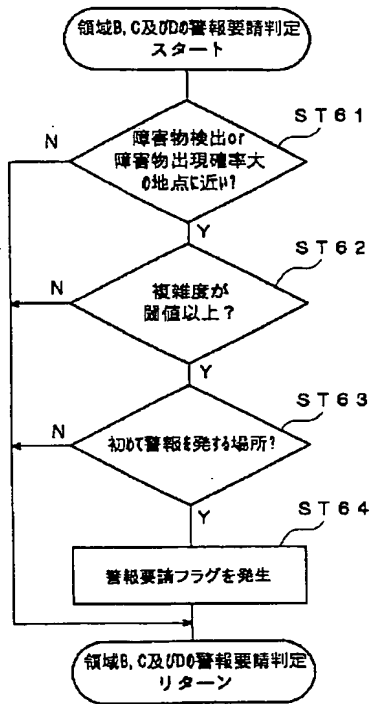 領域B,C及びDの警報要請判定
スタート
ST61
N
障害物検出or
障害物出現確率大
の地点に近い?
Y
ST62
N
複雑度が
閾値以上?
Y
ST63
N
初めて警報を発する場所?
Y
ST64
警報要請フラグを発生
領域B,C及びDの警報要請判定
リターン